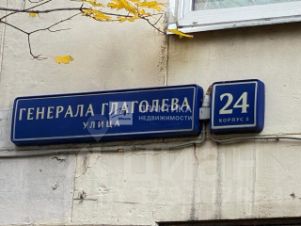 ГЕНЕРАЛА ГЛАГОЛЕВА
УЛИЦА
24
КОРПУС
НЕДВИЖИМОСТИ